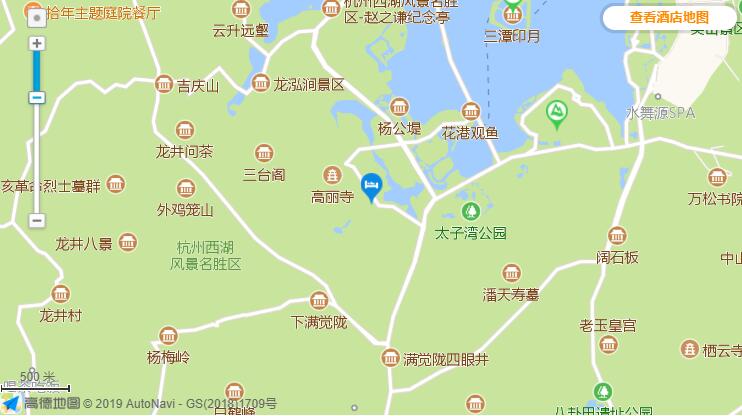 拾年主题庭院餐厅
云升远壑
杭州西湖风景名胜
区-赵之谦纪念亭
三潭印月
查看酒店地图
吉庆山
龙泓涧景区
杨公堤
花港观鱼
水舞源SPA
龙井问茶
三台阁
亥革命烈士墓群
外鸡笼山
高丽寺
万松书院
龙井八景
杭州西湖
风景名胜区
太子湾公园
阔石板
中山
潘天寿墓
龙井村
下满觉陇
老玉皇宫
杨梅岭
满觉陇四眼井
栖云寺
500 米
白鹤峰
八卦田遗址公园
高德地图 © 2019 AutoNavi - GS(2018)1709号